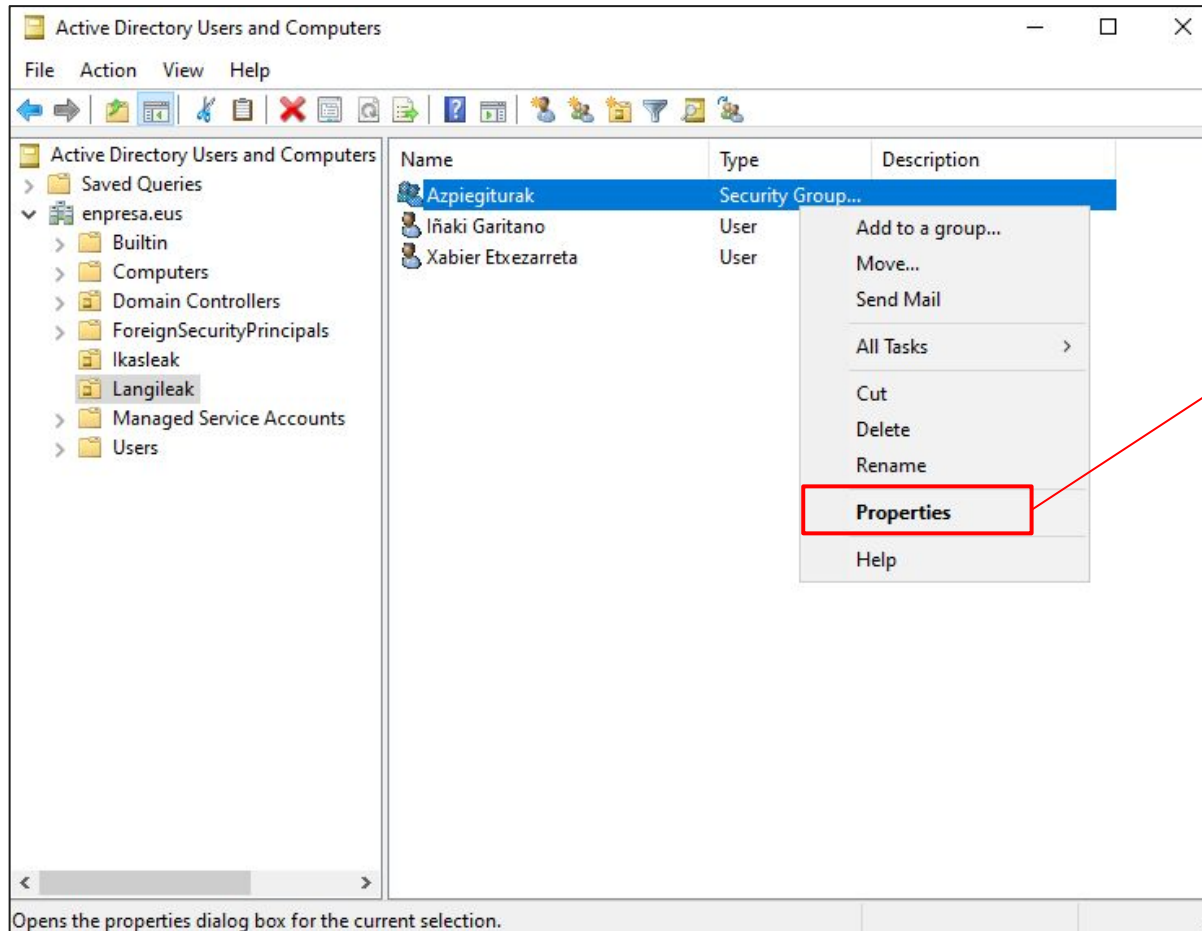 Active Directory Users and Computers
File Action View Help
Active Directory Users and Computers
Saved Queries
enpresa.eus
Builtin
Computers
Domain Controllers
ForeignSecurityPrincipals
Ikasleak
Langileak
Managed Service Accounts
Users
Name Type Description
Azpiegiturak Security Group...
Iñaki Garitano User
Xabier Etxezarreta User
Add to a group...
Move...
Send Mail
All Tasks
Cut
Delete
Rename
Properties
Help
Opens the properties dialog box for the current selection.